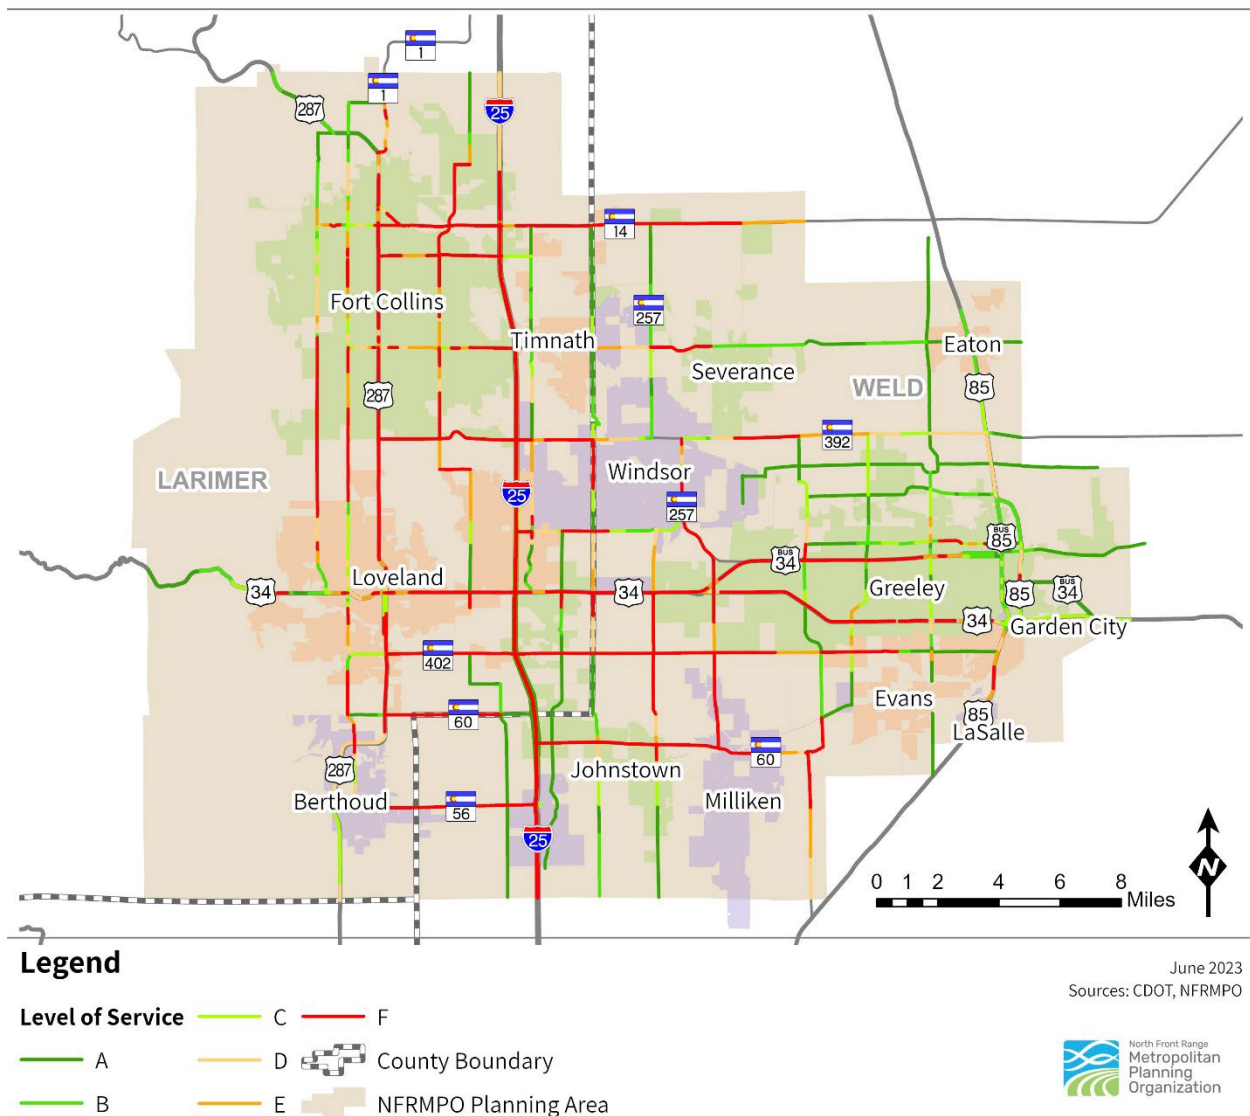 1
1
287
25
14
Fort Collins
257
Timnath
Eaton
Severance
287
85
WELD
392
LARIMER
Windsor
25
257
BUS
85
BUS
34
Loveland
34
34
Greeley
85
BUS
34
34
Garden City
402
Evans
60
85
LaSalle
60
287
Johnstown
Berthoud
56
Milliken
25
N
0 1 2 4 6 8
Miles
Legend
June 2023
Sources: CDOT, NFRMPO
Level of Service
C
F
A
D
County Boundary
B
E
NFRMPO Planning Area
North Front Range
Metropolitan
Planning
Organization